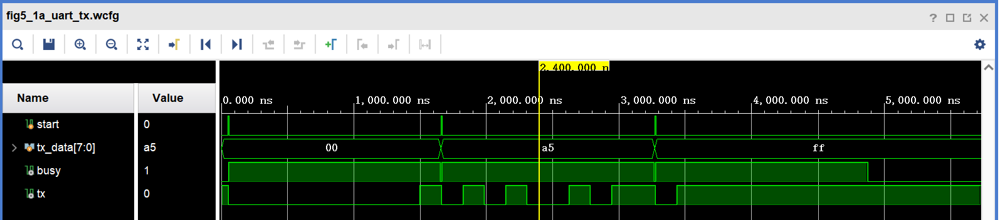 fig5_1a_uart_tx.wcfg
?
2,400.000 n
Name Value
0.000 ns 1,000.000 ns 2,000.000 ns 3,000.000 ns 4,000.000 ns 5,000.000 ns
start 0
tx_data[7:0] a5 00 a5 ff
busy 1
tx 0